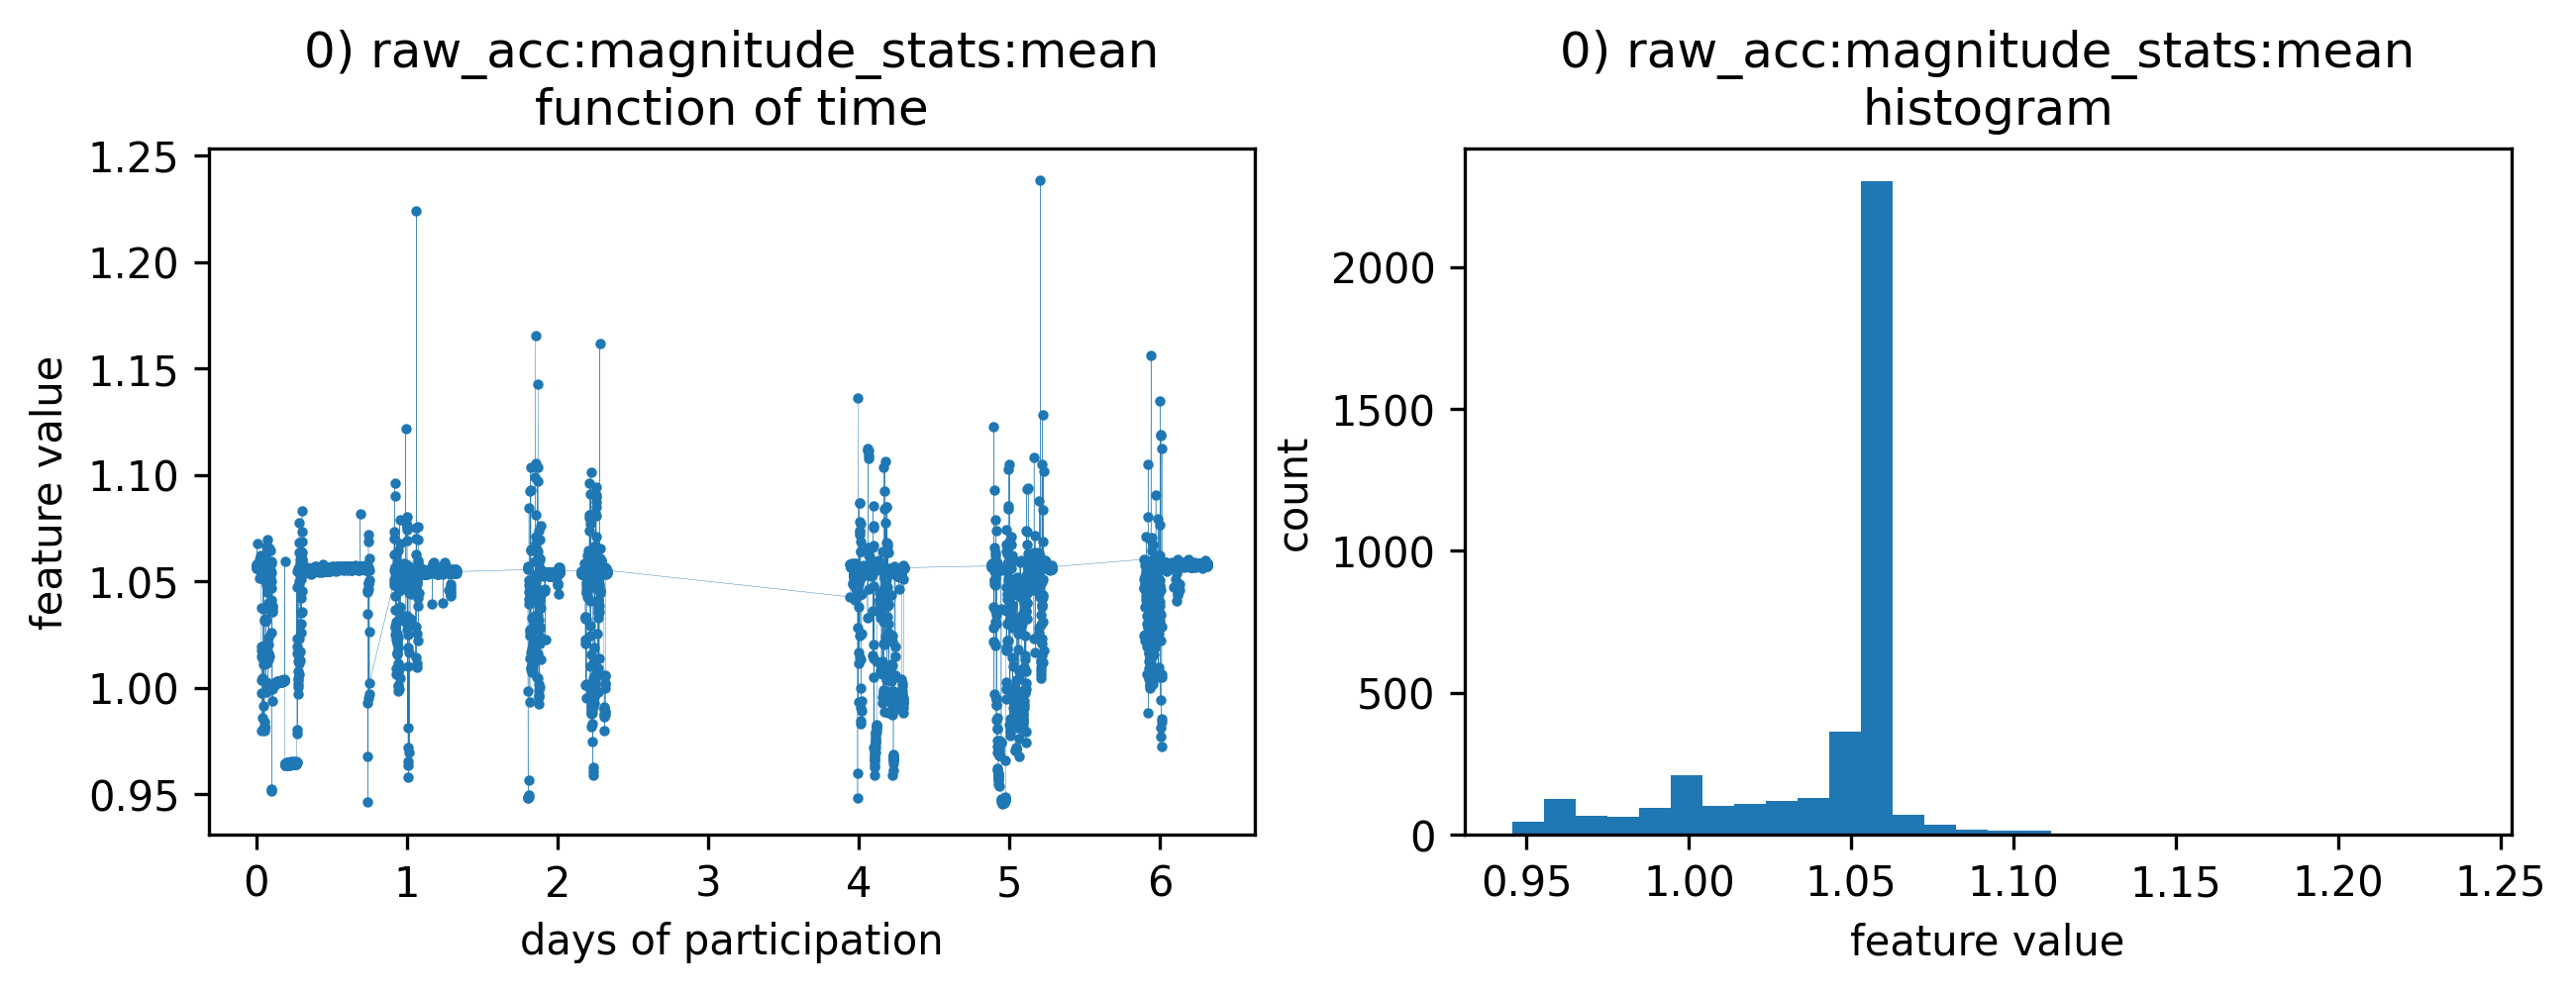 0) raw_acc:magnitude_stats:mean
function of time
1.25
1.20
1.15
1.10
1.05
1.00
0.95
feature value
0 1 2 3 4 5 6
days of participation
0) raw_acc:magnitude_stats:mean
histogram
2000
1500
1000
500
0
count
0.95 1.00 1.05 1.10 1.15 1.20 1.25
feature value